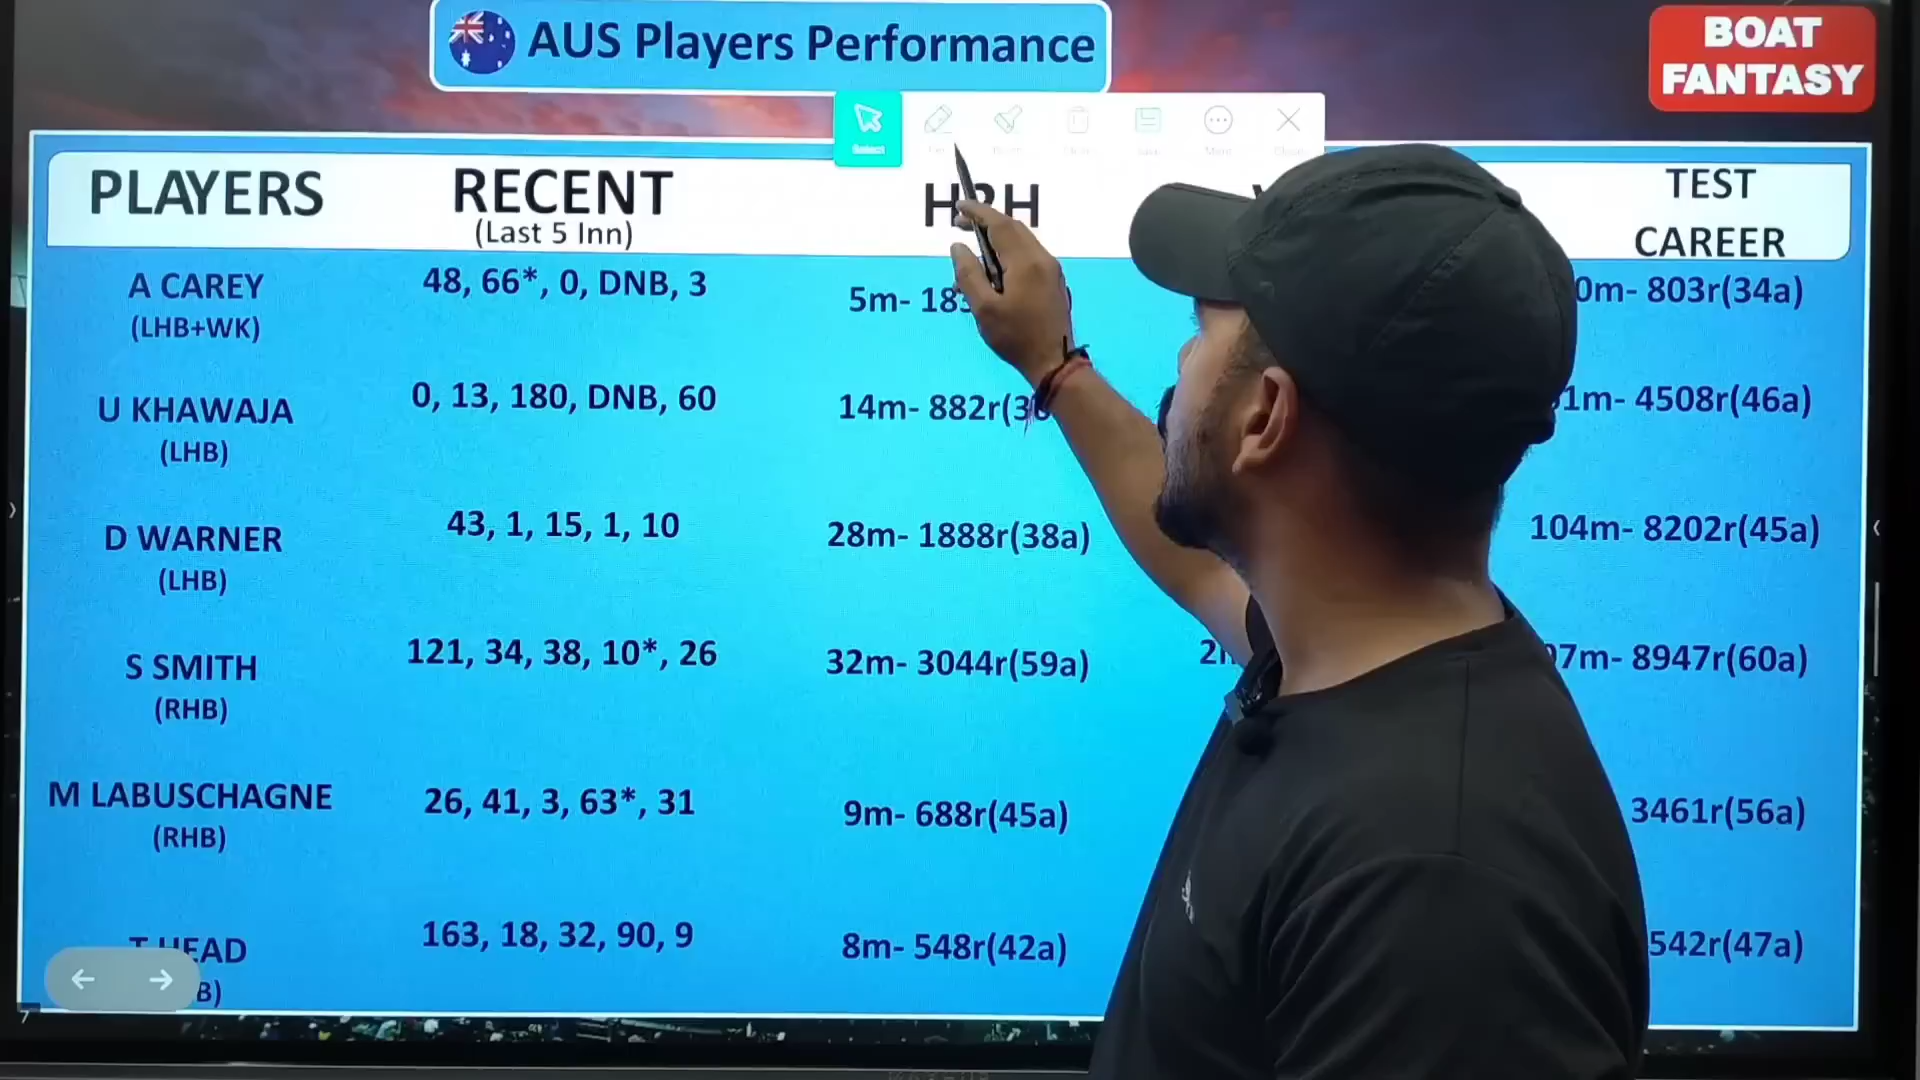 AUS Players Performance
BOAT
FANTASY
Select
PLAYERS
RECENT
(Last 5 Inn)
TEST
CAREER
A CAREY
(LHB+WK)
48, 66*, 0, DNB, 3
5m- 183
0m- 803r(34a)
U KHAWAJA
(LHB)
0, 13, 180, DNB, 60
14m- 882r(3
1m- 4508r(46a)
D WARNER
(LHB)
43, 1, 15, 1, 10
28m- 1888r(38a)
104m- 8202r(45a)
S SMITH
(RHB)
121, 34, 38, 10*, 26
32m- 3044r(59a)
7m- 8947r(60a)
M LABUSCHAGNE
(RHB)
26, 41, 3, 63*, 31
9m- 688r(45a)
3461r(56a)
HEAD
B)
163, 18, 32, 90, 9
8m- 548r(42a)
542r(47a)
7